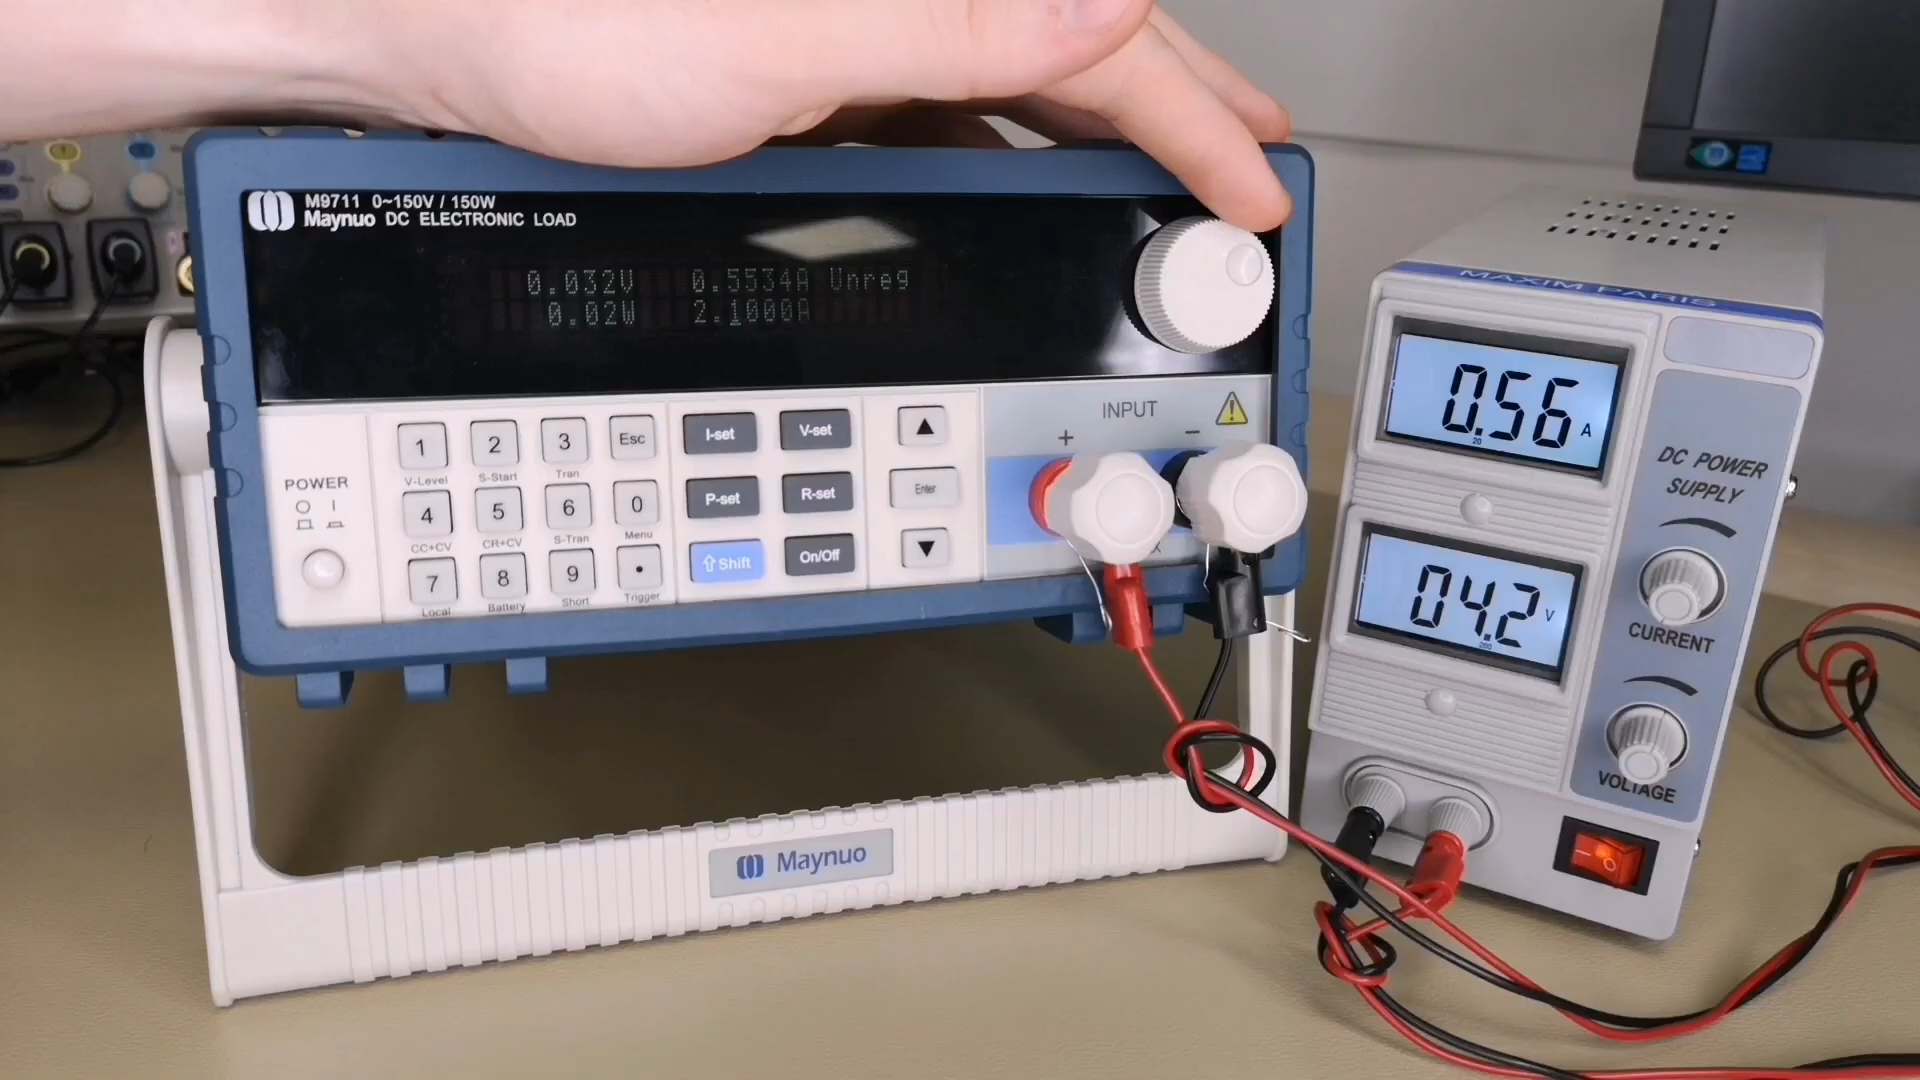 M9711 0~150V / 150W
Maynuo DC ELECTRONIC LOAD
0.032V 0.5534A Unreg
0.02W 2.1000A
POWER
O I
1 2 3 Esc
V-Level S-Start Tran
4 5 6 0
CC+CV CR+CV S-Tran Menu
7 8 9 •
Local Battery Short Trigger
I-set V-set
P-set R-set
⇧Shift On/Off
▲
Enter
▼
INPUT
+ −
X
Maynuo
MAXIM PARIS
0.56 A
20
04.2 V
200
DC POWER
SUPPLY
CURRENT
VOLTAGE
− O